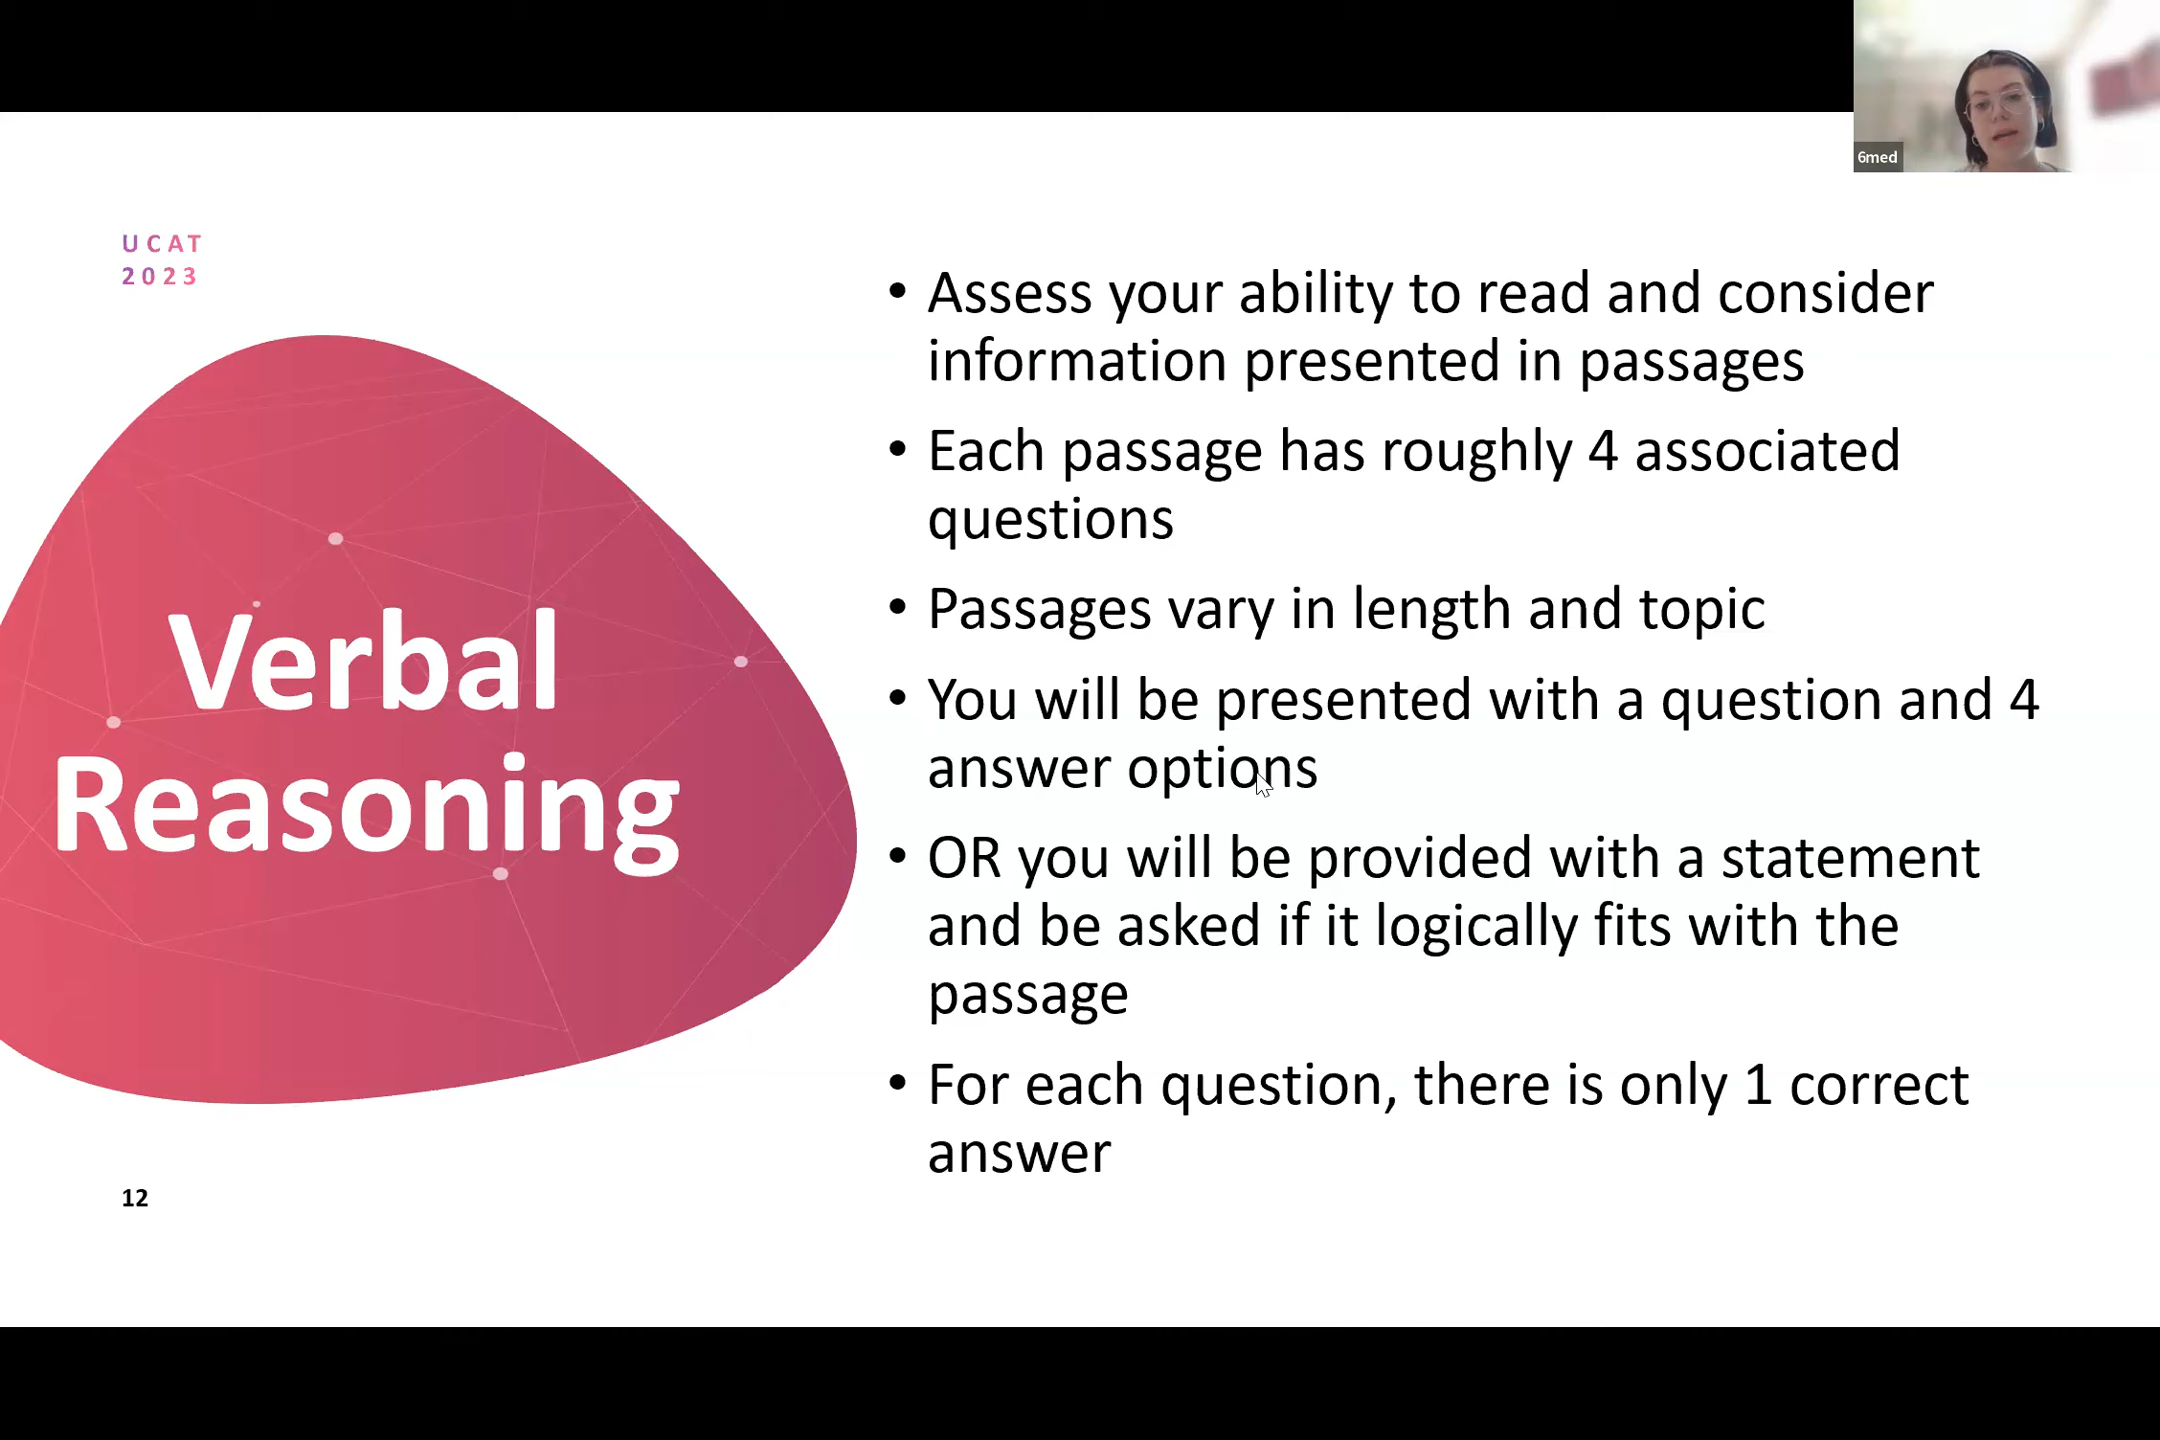 6med
UCAT
2023
Verbal
Reasoning
• Assess your ability to read and consider
information presented in passages
• Each passage has roughly 4 associated
questions
• Passages vary in length and topic
• You will be presented with a question and 4
answer options
• OR you will be provided with a statement
and be asked if it logically fits with the
passage
• For each question, there is only 1 correct
answer
12